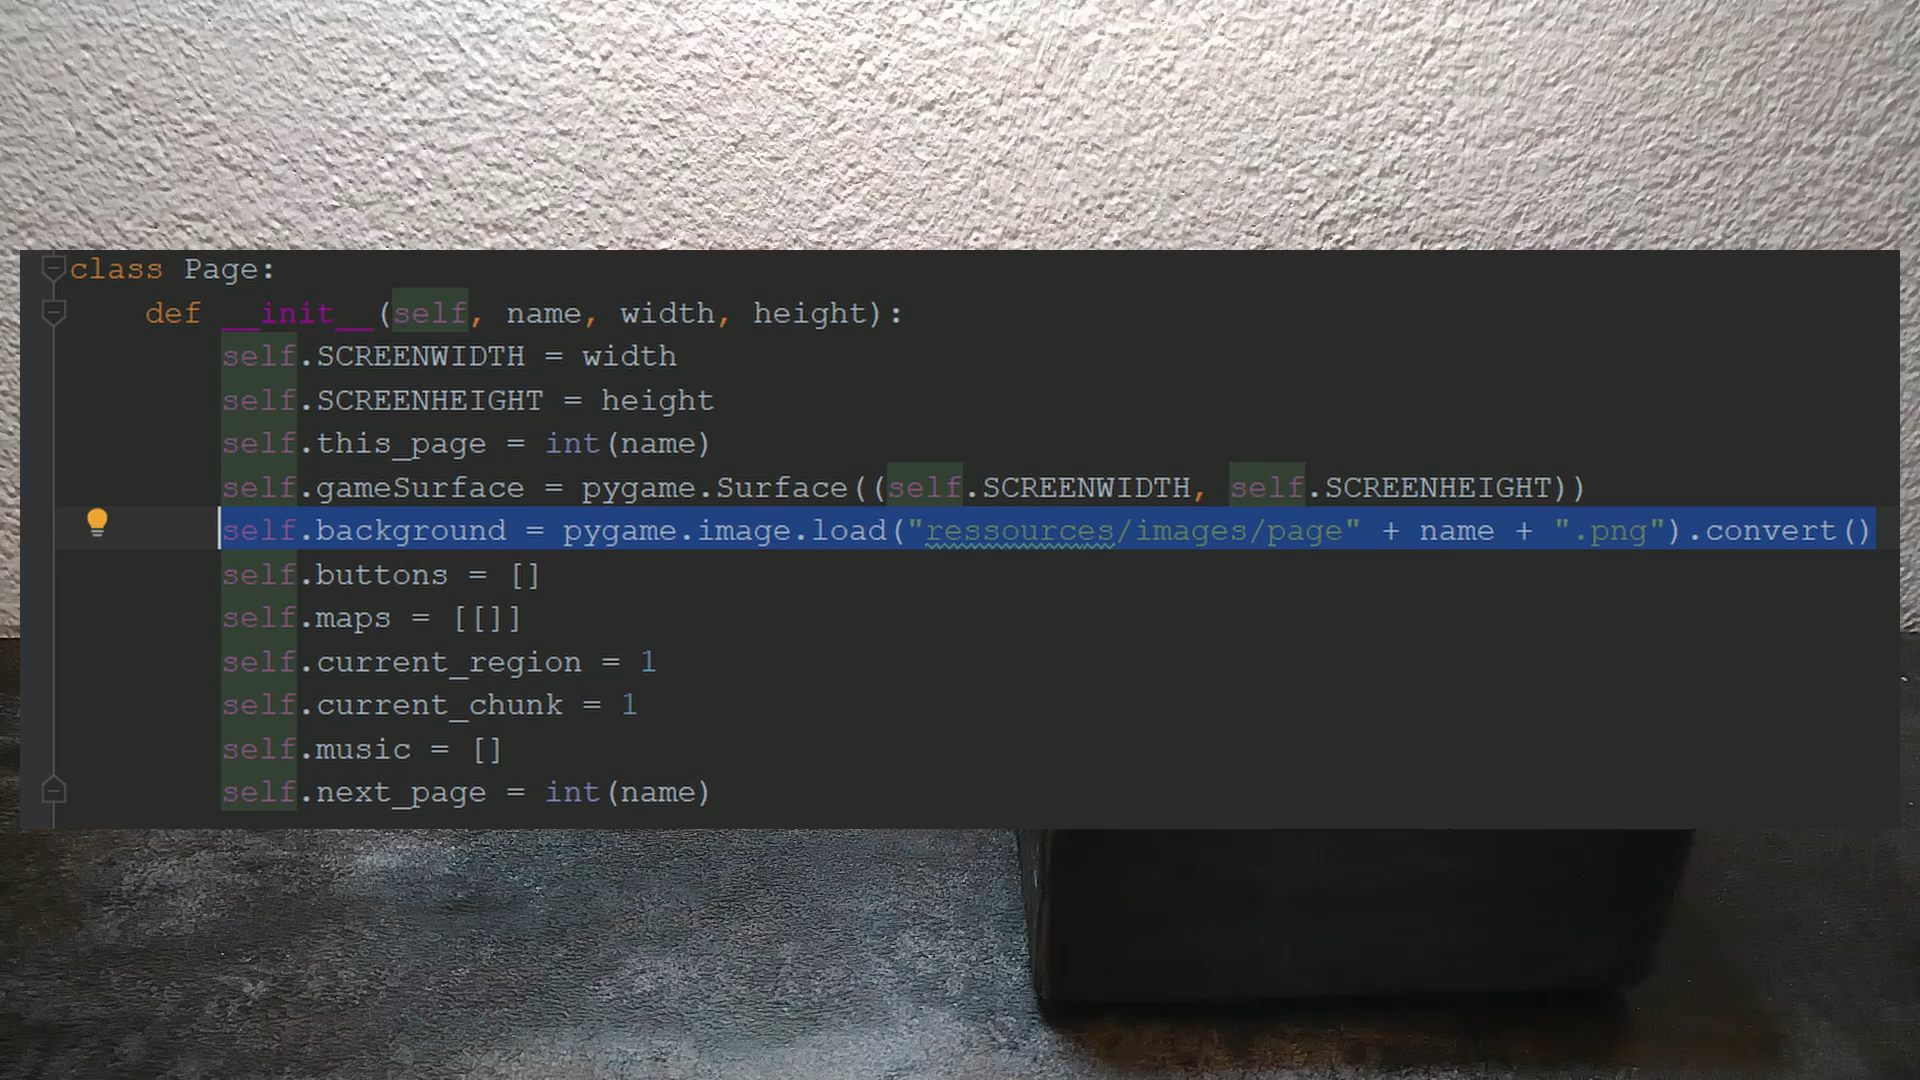 class Page:
    def __init__(self, name, width, height):
        self.SCREENWIDTH = width
        self.SCREENHEIGHT = height
        self.this_page = int(name)
        self.gameSurface = pygame.Surface((self.SCREENWIDTH, self.SCREENHEIGHT))
        self.background = pygame.image.load("ressources/images/page" + name + ".png").convert()
        self.buttons = []
        self.maps = [[]]
        self.current_region = 1
        self.current_chunk = 1
        self.music = []
        self.next_page = int(name)